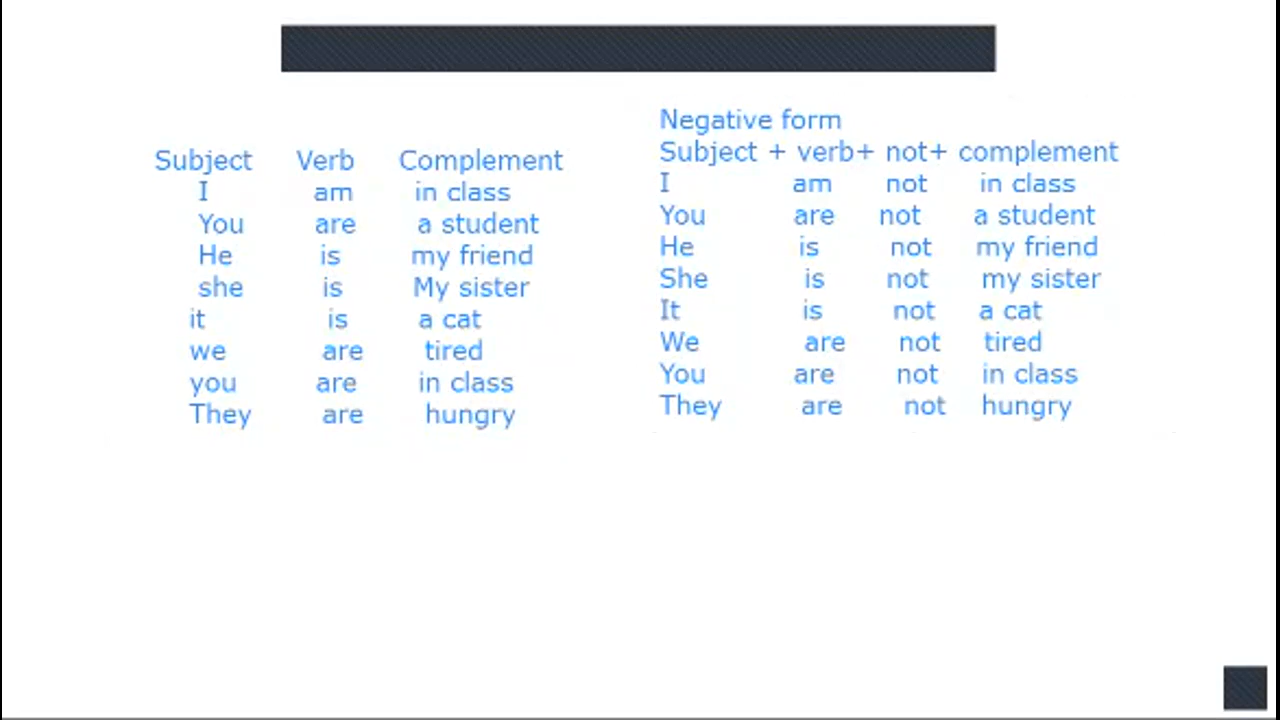 Subject Verb Complement
I am in class
You are a student
He is my friend
she is My sister
it is a cat
we are tired
you are in class
They are hungry
Negative form
Subject + verb+ not+ complement
I am not in class
You are not a student
He is not my friend
She is not my sister
It is not a cat
We are not tired
You are not in class
They are not hungry